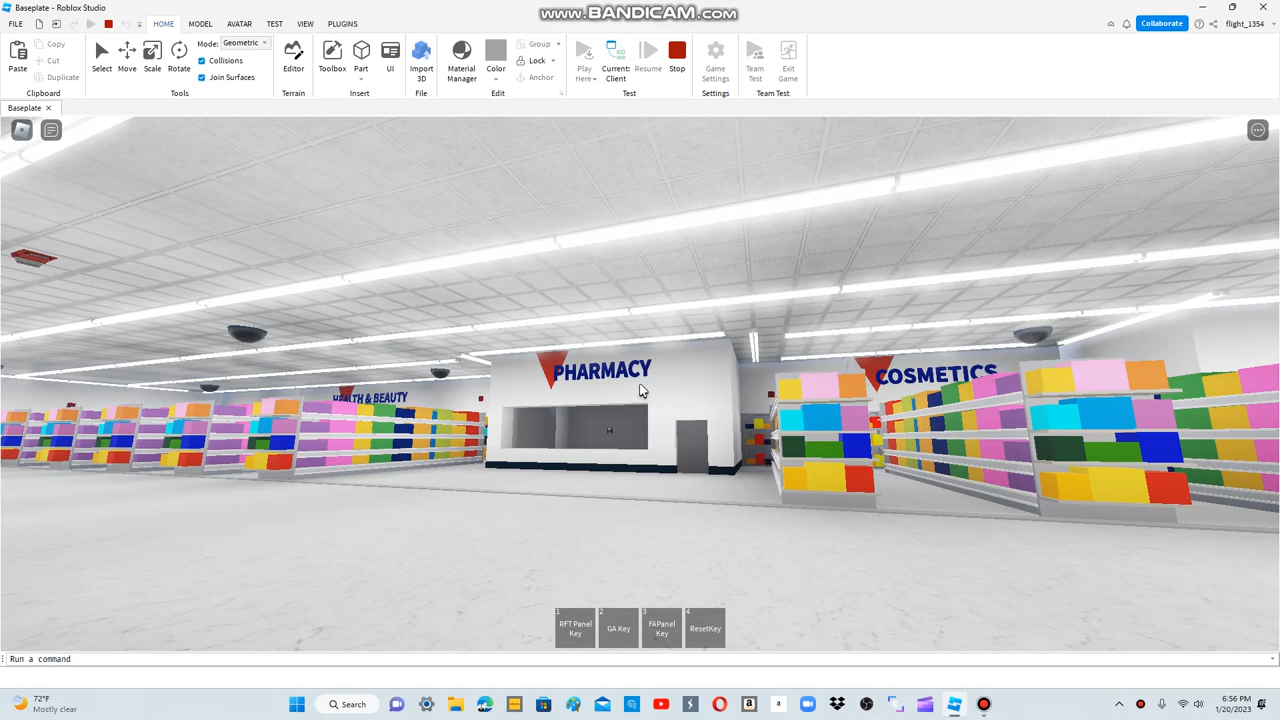 Baseplate - Roblox Studio
www.BANDICAM.com
FILE HOME MODEL AVATAR TEST VIEW PLUGINS
Collaborate flight_1354
Paste Copy Cut Duplicate
Clipboard
Select Move Scale Rotate
Mode: Geometric
Collisions
Join Surfaces
Tools
Editor
Terrain
Toolbox Part UI
Insert
Import 3D
File
Material Manager Color Group Lock Anchor
Edit
Play Here Current: Client Resume Stop
Test
Game Settings
Settings
Team Test Exit Game
Team Test
Baseplate
PHARMACY
COSMETICS
HEALTH & BEAUTY
1 2 3 4
RFT Panel Key GA Key FAPanel Key ResetKey
Run a command
72°F
Mostly clear
Search
6:56 PM
1/20/2023